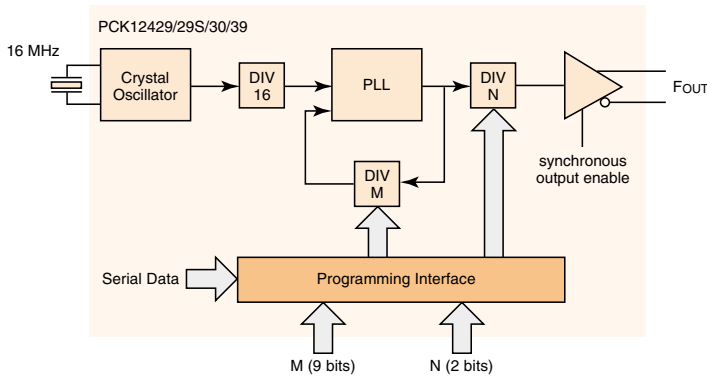 PCK12429/29S/30/39
16 MHz
Crystal
Oscillator
DIV
16
PLL
DIV
N
FOUT
DIV
M
synchronous
output enable
Serial Data
Programming Interface
M (9 bits)
N (2 bits)